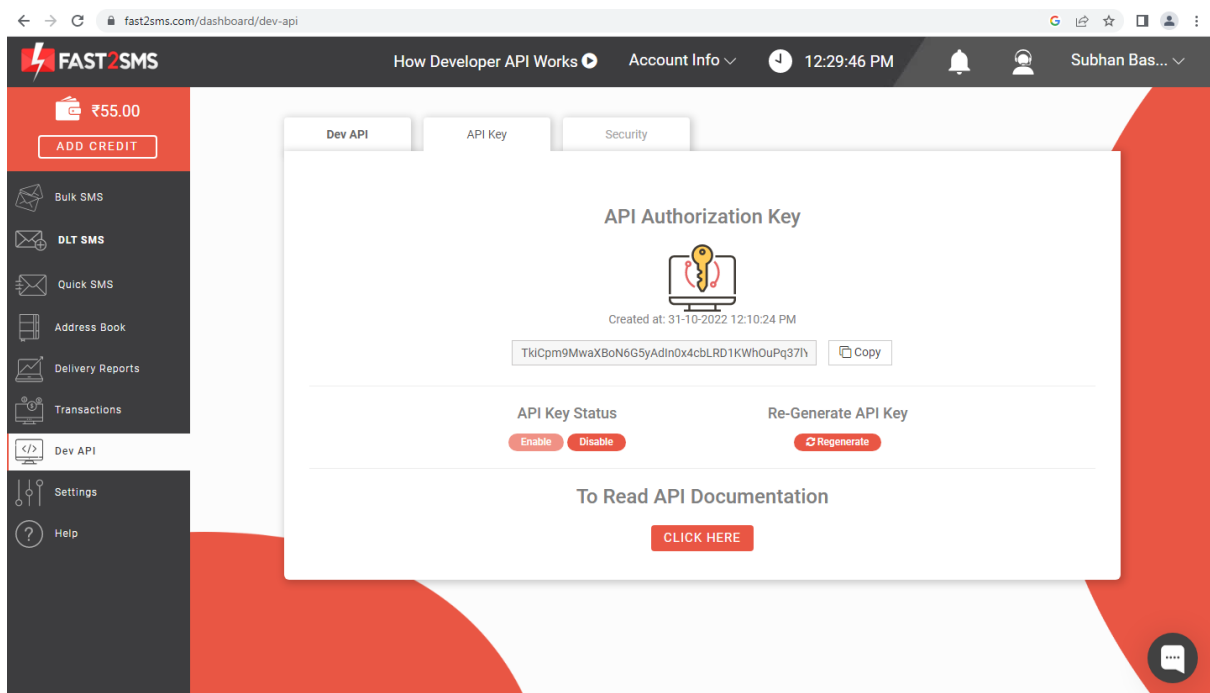 fast2sms.com/dashboard/dev-api
FAST2SMS
How Developer API Works
Account Info
12:29:46 PM
Subhan Bas...
₹55.00
ADD CREDIT
Bulk SMS
DLT SMS
Quick SMS
Address Book
Delivery Reports
Transactions
Dev API
Settings
Help
Dev API
API Key
Security
API Authorization Key
Created at: 31-10-2022 12:10:24 PM
Copy
API Key Status
Re-Generate API Key
Enable
Disable
Regenerate
To Read API Documentation
CLICK HERE